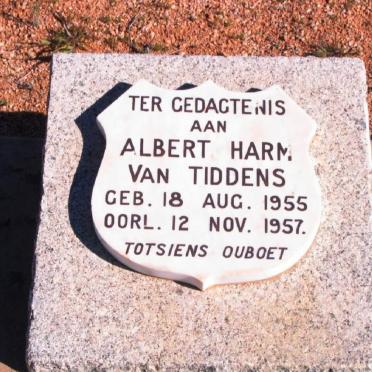 TER GEDAGTENIS
AAN
ALBERT HARM
VAN TIDDENS
GEB. 18 AUG. 1955
OORL. 12 NOV. 1957.
TOTSIENS OUBOET